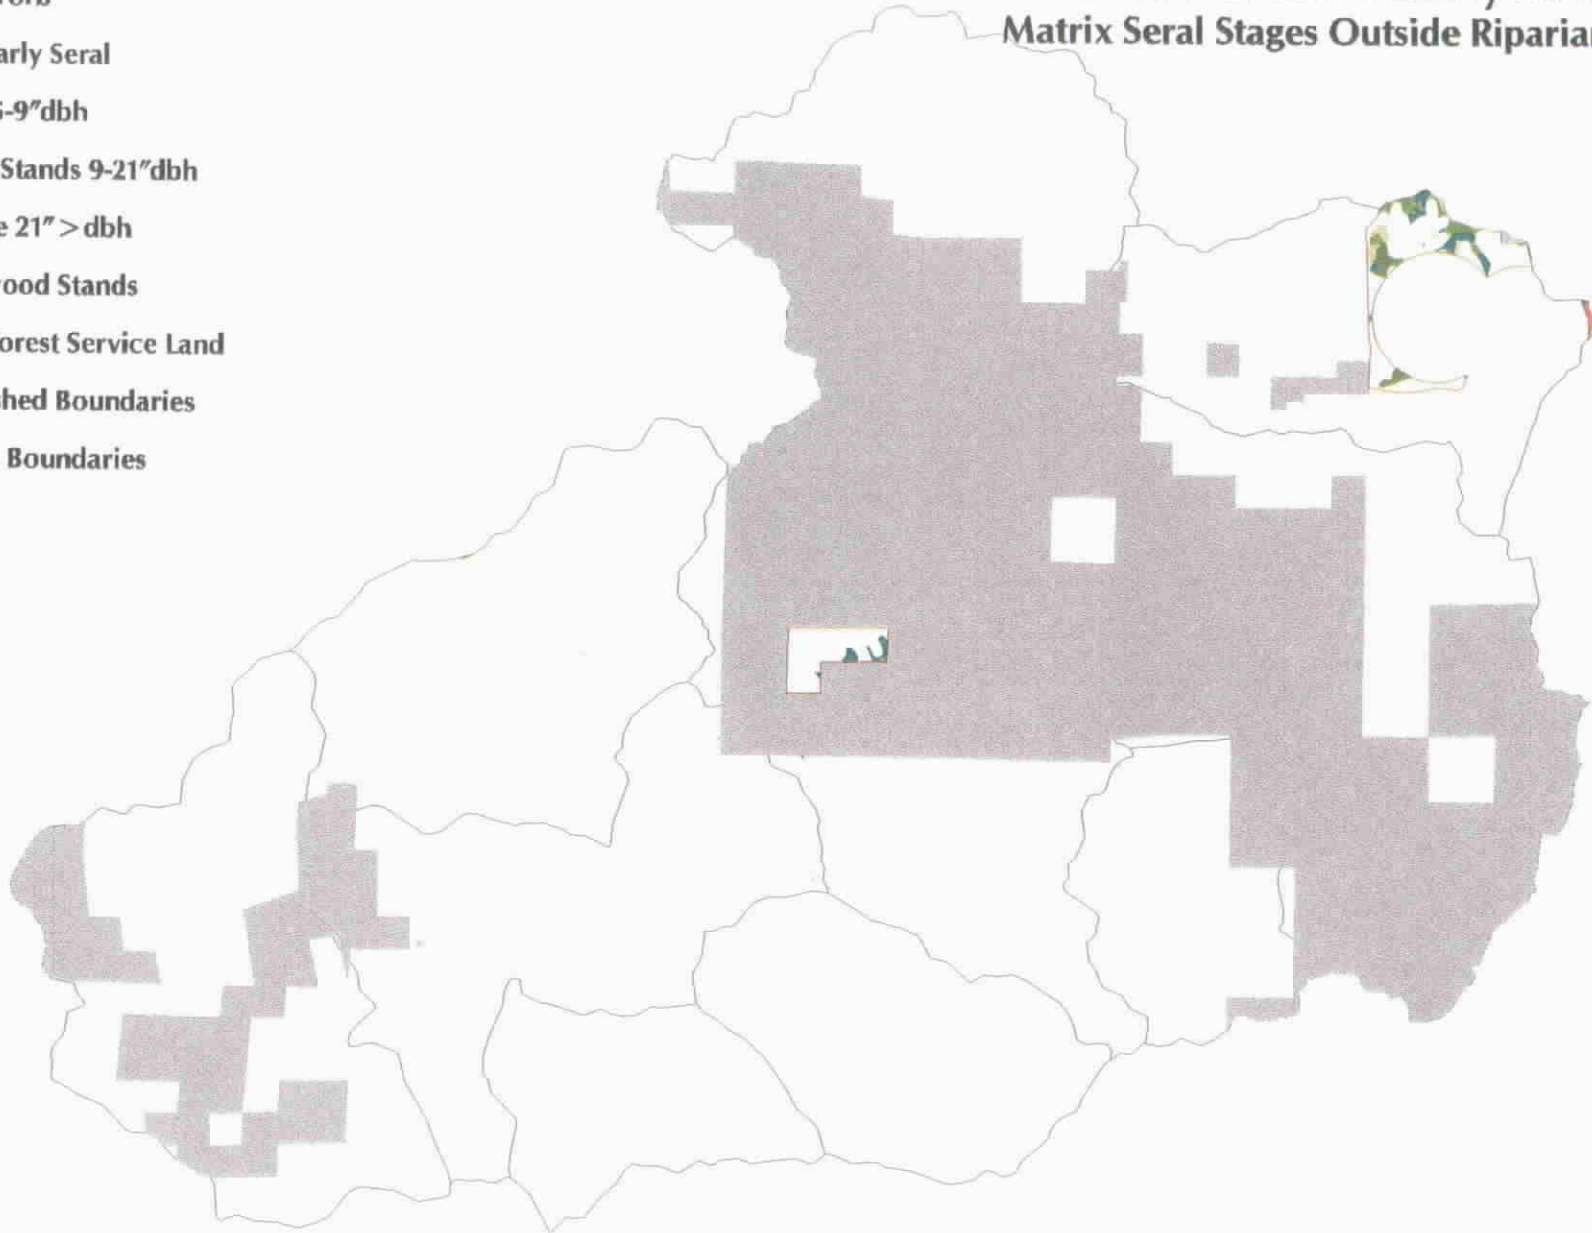 Matrix Seral Stages Outside Riparian
arly Seral
-9"dbh
Stands 9-21"dbh
e 21" > dbh
ood Stands
orest Service Land
hed Boundaries
Boundaries